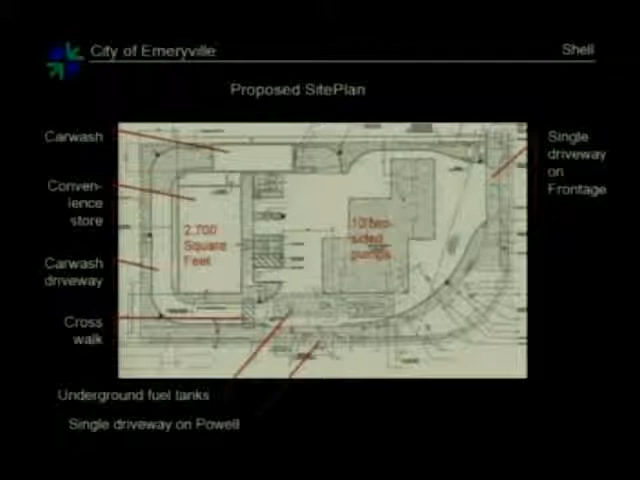 City of Emeryville
Shell
Proposed SitePlan
Carwash
Conven-
ience
store
Carwash
driveway
Cross
walk
2,700
Square
Feet
10 two-
sided
pumps
Single
driveway
on
Frontage
Underground fuel tanks
Single driveway on Powell